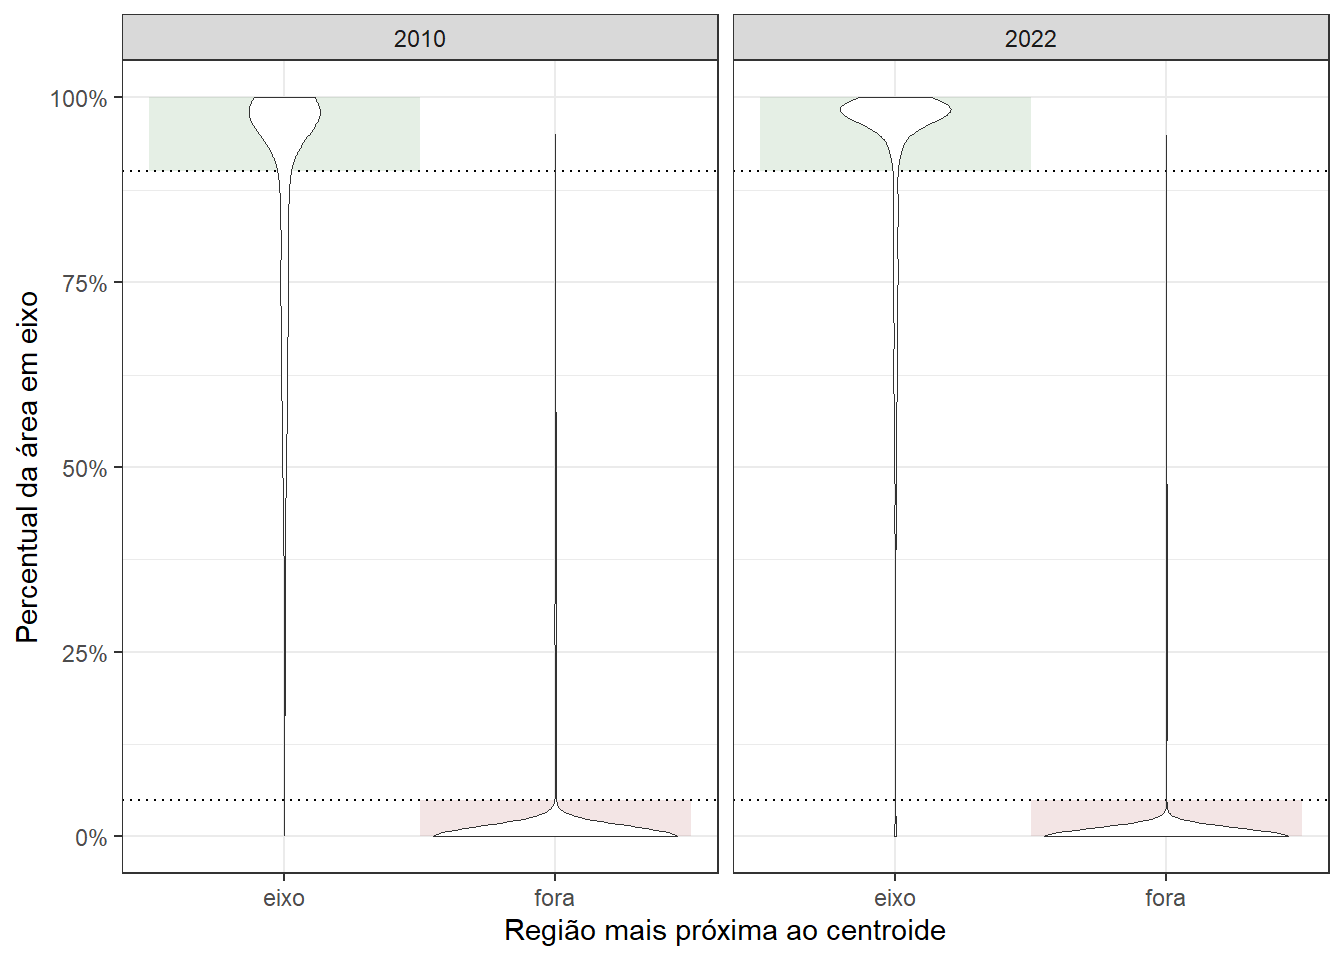 2010
2022
Percentual da área em eixo
100%
75%
50%
25%
0%
eixo
fora
eixo
fora
Região mais próxima ao centroide